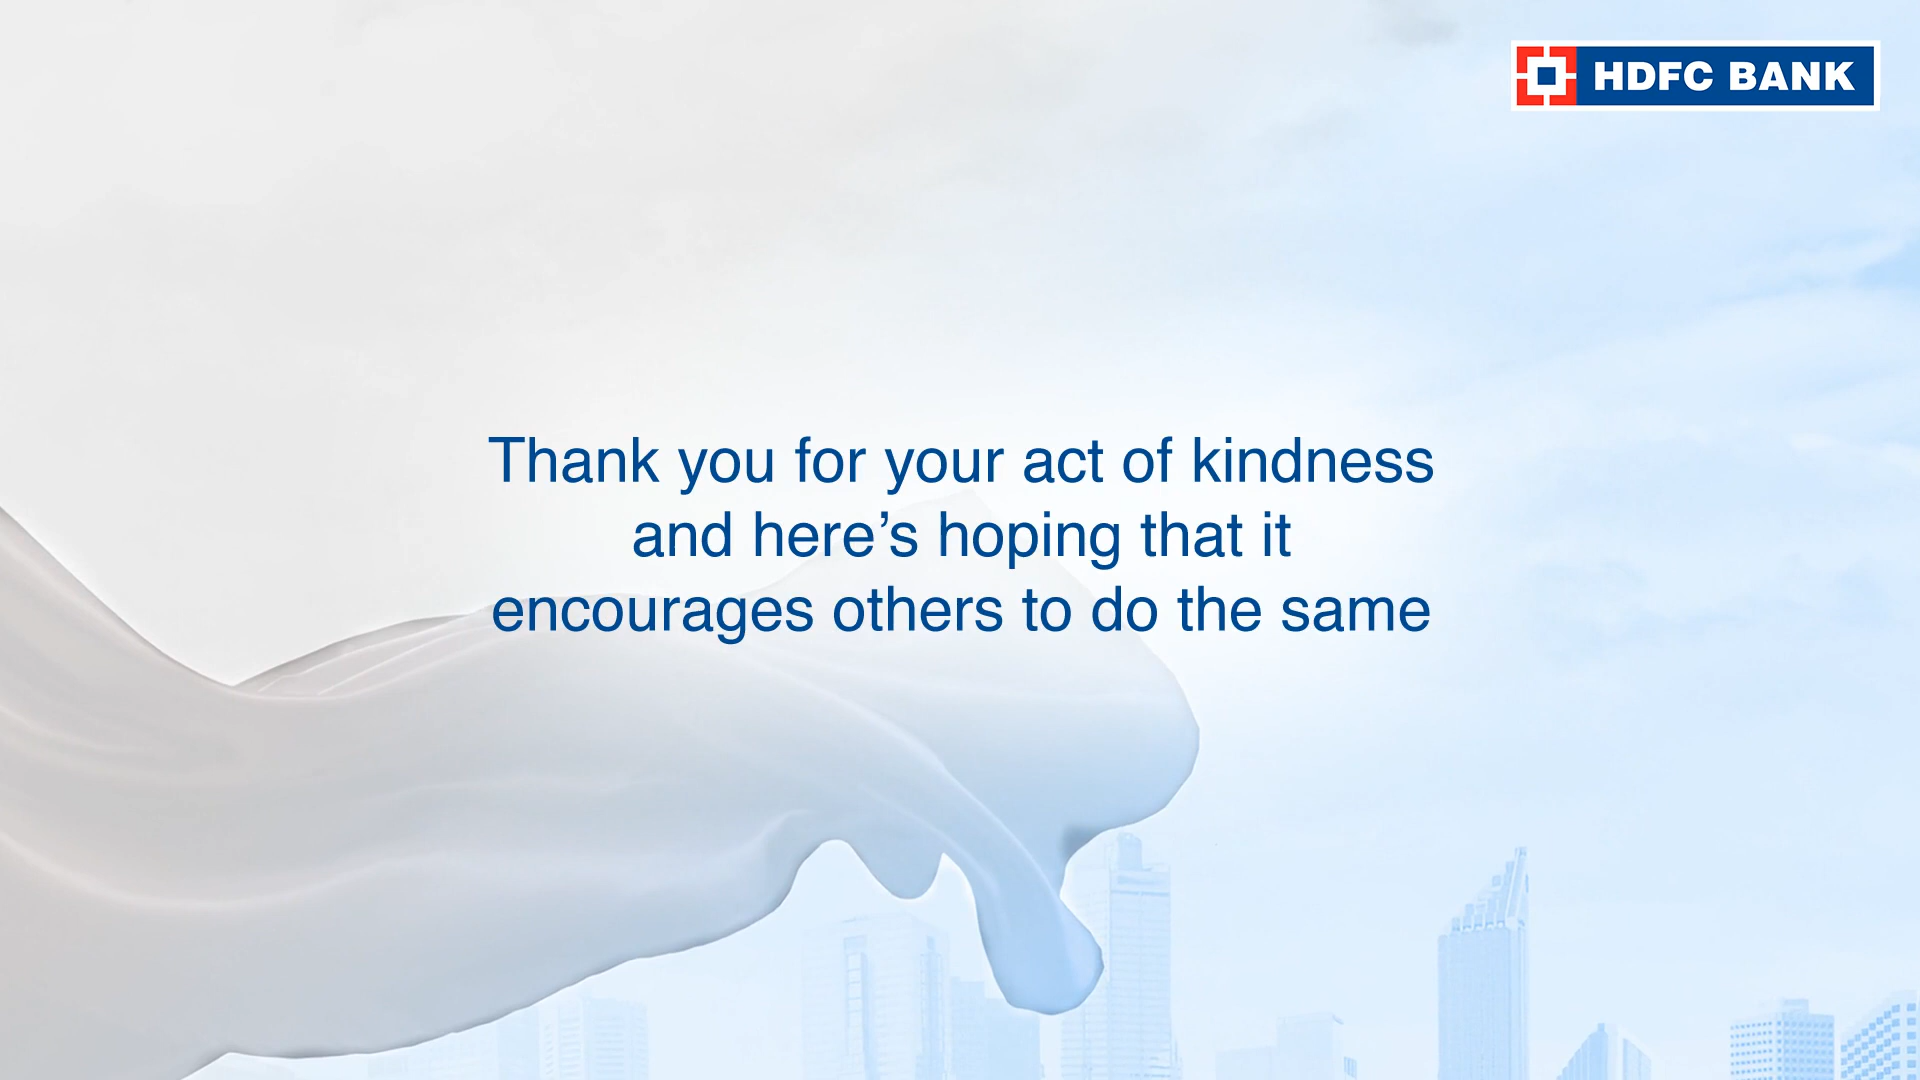 HDFC BANK
Thank you for your act of kindness
and here’s hoping that it
encourages others to do the same